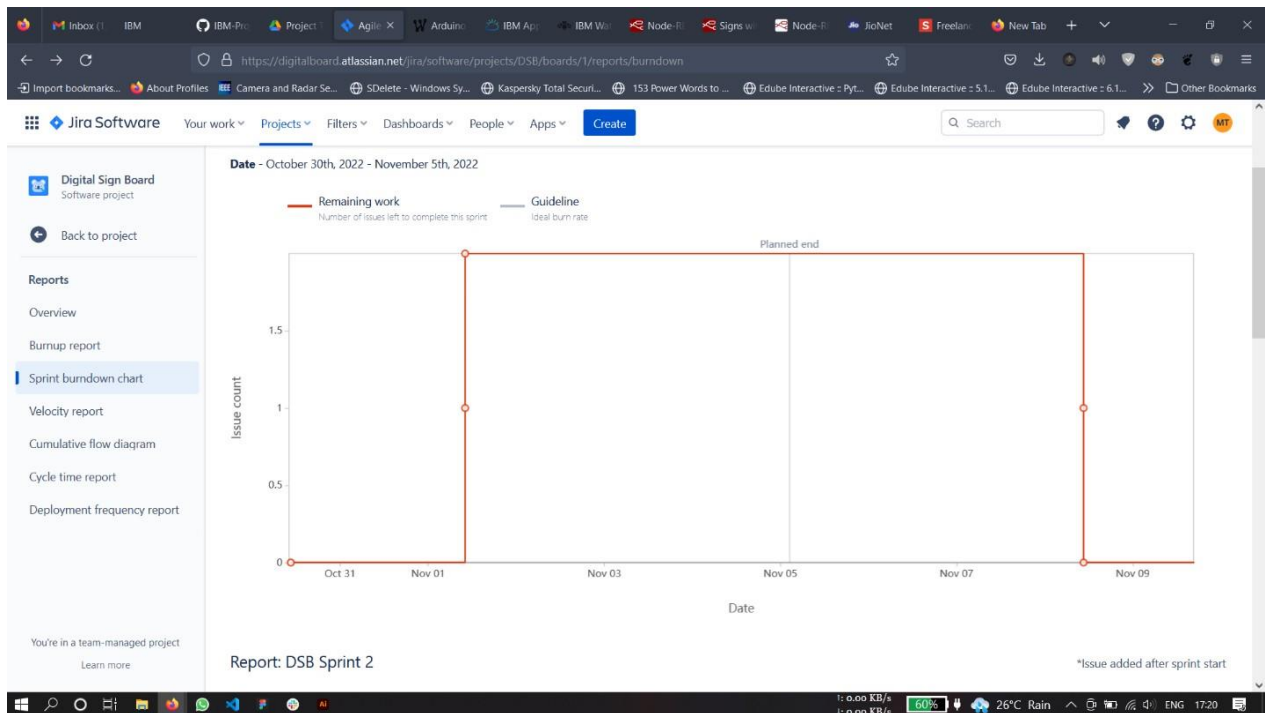 Inbox (1 IBM IBM-Pro Project Agile Arduino IBM App IBM Wat Node-R Signs w Node-R JioNet Freelanc New Tab
https://digitalboard.atlassian.net/jira/software/projects/DSB/boards/1/reports/burndown
Import bookmarks... About Profiles Camera and Radar Se... SDelete - Windows Sy... Kaspersky Total Securi... 153 Power Words to ... Edube Interactive :: Pyt... Edube Interactive :: 5.1... Edube Interactive :: 6.1... Other Bookmarks
Jira Software Your work Projects Filters Dashboards People Apps Create Search MT
Digital Sign Board
Software project
Back to project
Reports
Overview
Burnup report
Sprint burndown chart
Velocity report
Cumulative flow diagram
Cycle time report
Deployment frequency report
You're in a team-managed project
Learn more
Date - October 30th, 2022 - November 5th, 2022
Remaining work Guideline
Number of issues left to complete this sprint Ideal burn rate
Planned end
Issue count
1.5
1
0.5
0
Oct 31 Nov 01 Nov 03 Nov 05 Nov 07 Nov 09
Date
Report: DSB Sprint 2 *Issue added after sprint start
0.00 KB/s
0.00 KB/s
60% 26°C Rain ENG 17:20